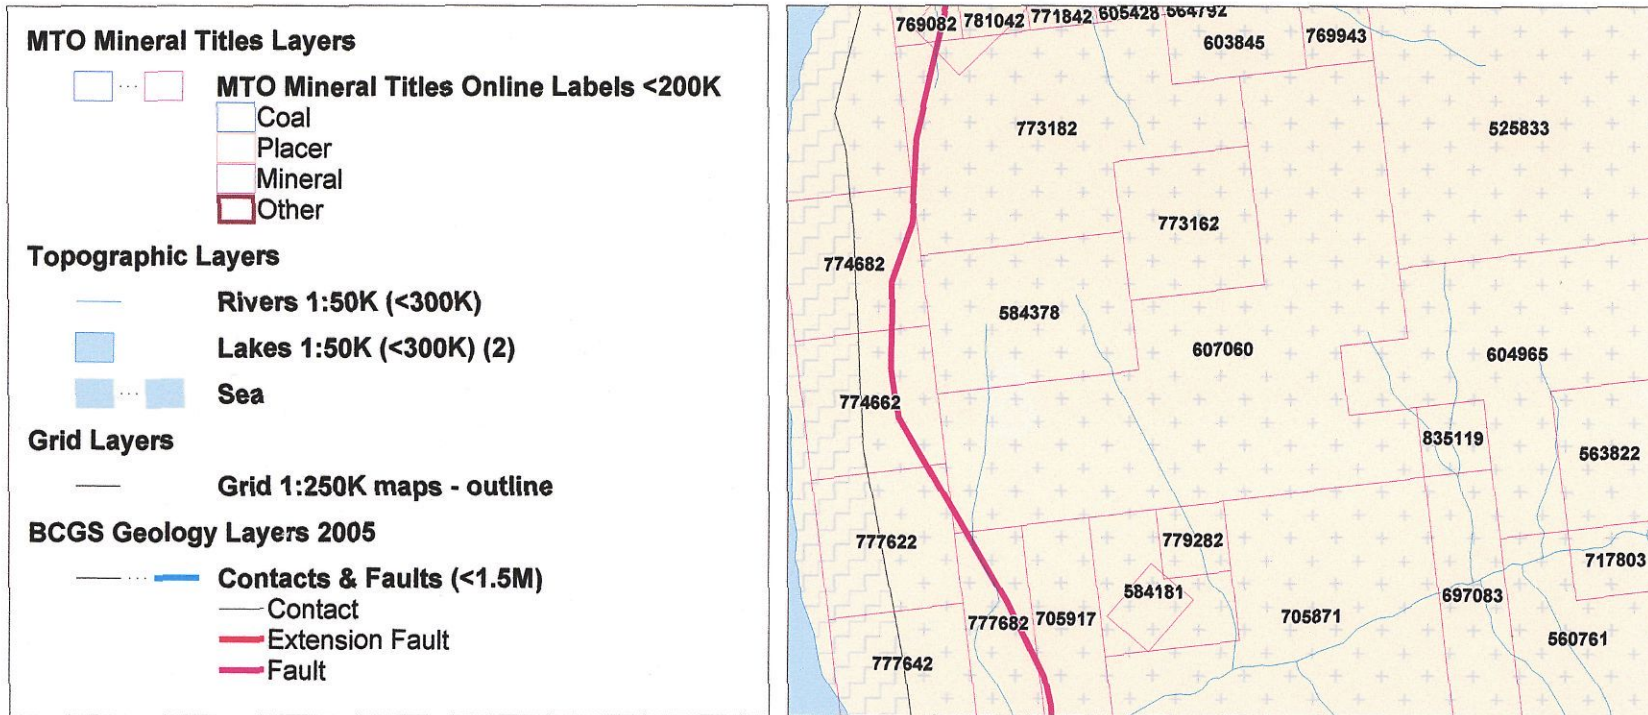 MTO Mineral Titles Layers
MTO Mineral Titles Online Labels <200K
Coal
Placer
Mineral
Other
Topographic Layers
Rivers 1:50K (<300K)
Lakes 1:50K (<300K) (2)
Sea
Grid Layers
Grid 1:250K maps - outline
BCGS Geology Layers 2005
Contacts & Faults (<1.5M)
Contact
Extension Fault
Fault
769082 781042 771842 605428 564792
603845 769943
773182 525833
773162
774682
584378
607060 604965
774662
835119
563822
777622 779282
717803
584181 697083
777682 705917 705871
560761
777642